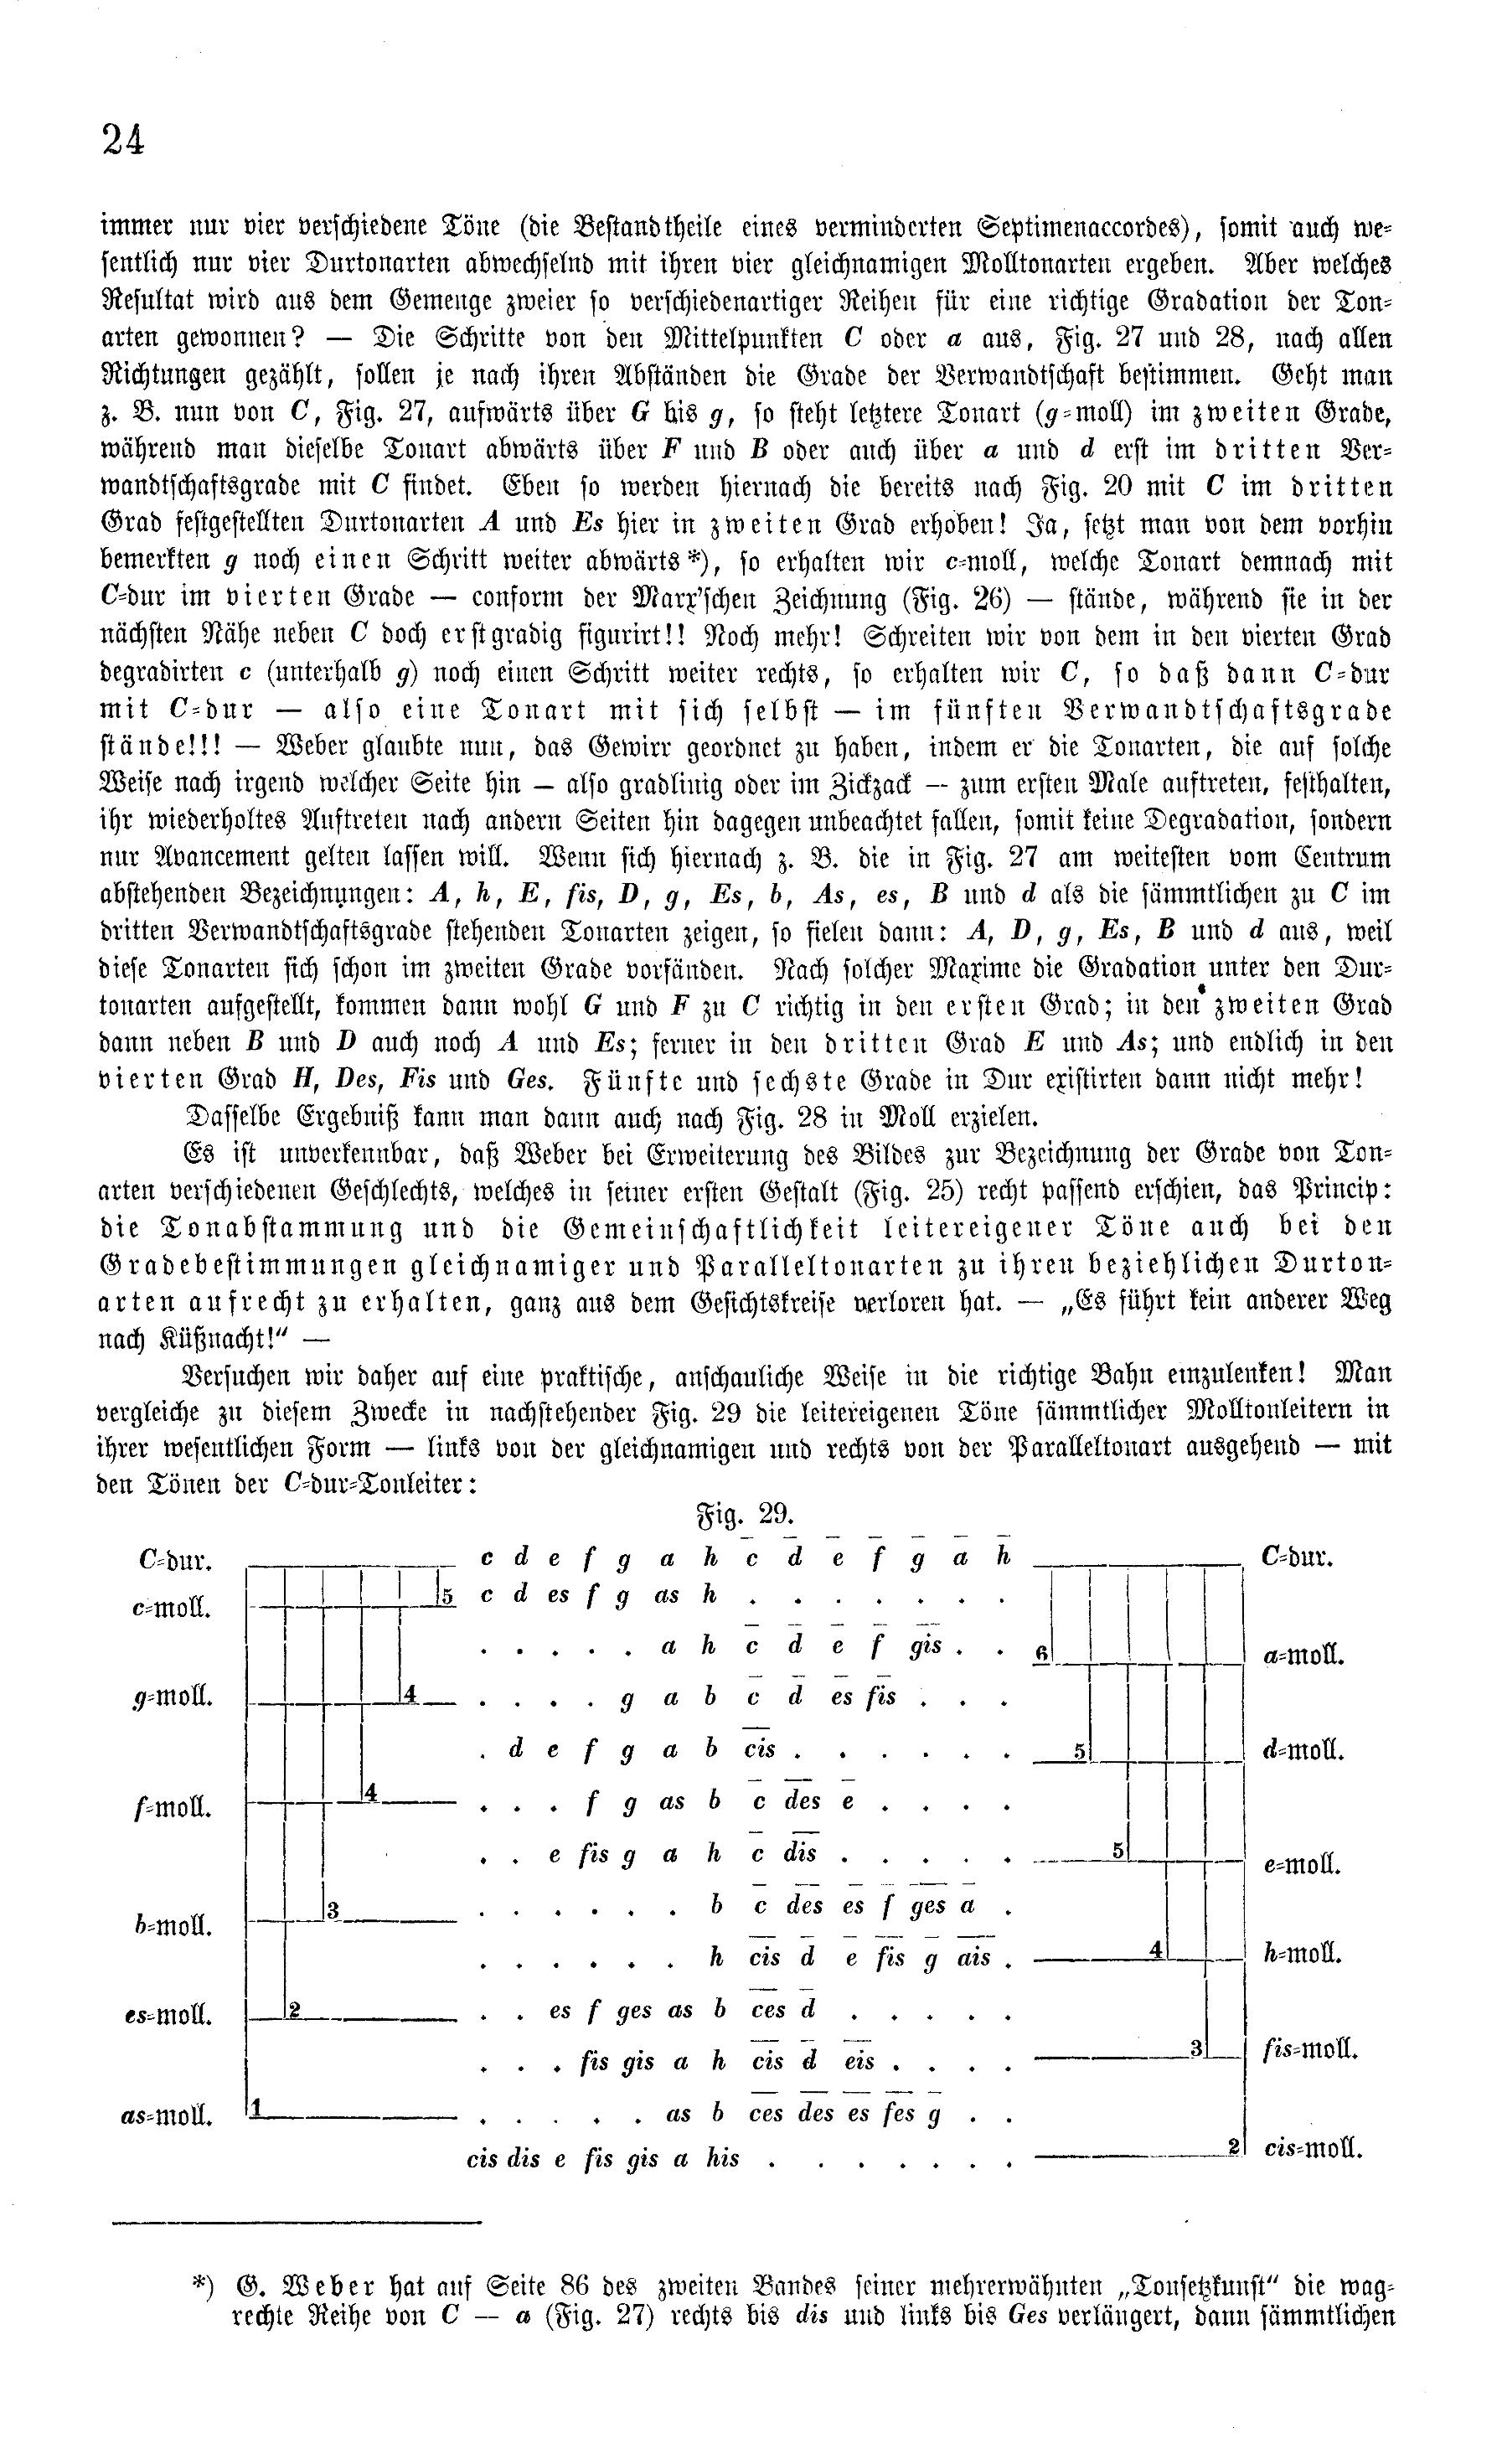 24
immer nur vier verschiedene Töne (die Bestandtheile eines verminderten Septimenaccordes), somit auch we-
sentlich nur vier Durtonarten abwechselnd mit ihren vier gleichnamigen Molltonarten ergeben. Aber welches
Resultat wird aus dem Gemenge zweier so verschiedenartiger Reihen für eine richtige Gradation der Ton-
arten gewonnen? — Die Schritte von den Mittelpunkten C oder a aus, Fig. 27 und 28, nach allen
Richtungen gezählt, sollen je nach ihren Abständen die Grade der Verwandtschaft bestimmen. Geht man
z. B. nun von C, Fig. 27, aufwärts über G bis g, so steht letztere Tonart (g-moll) im zweiten Grade,
während man dieselbe Tonart abwärts über F und B oder auch über a und d erst im dritten Ver-
wandtschaftsgrade mit C findet. Eben so werden hiernach die bereits nach Fig. 20 mit C im dritten
Grad festgestellten Durtonarten A und Es hier in zweiten Grad erhoben! Ja, setzt man von dem vorhin
bemerkten g noch einen Schritt weiter abwärts*), so erhalten wir c-moll, welche Tonart demnach mit
C-dur im vierten Grade — conform der Marx'schen Zeichnung (Fig. 26) — stände, während sie in der
nächsten Nähe neben C doch erstgradig figurirt!! Noch mehr! Schreiten wir von dem in den vierten Grad
degradirten c (unterhalb g) noch einen Schritt weiter rechts, so erhalten wir C, so daß dann C-dur
mit C-dur — also eine Tonart mit sich selbst — im fünften Verwandtschaftsgrade
stände!!! — Weber glaubte nun, das Gewirr geordnet zu haben, indem er die Tonarten, die auf solche
Weise nach irgend welcher Seite hin — also gradlinig oder im Zickzack — zum ersten Male auftreten, festhalten,
ihr wiederholtes Auftreten nach andern Seiten hin dagegen unbeachtet fallen, somit keine Degradation, sondern
nur Avancement gelten lassen will. Wenn sich hiernach z. B. die in Fig. 27 am weitesten vom Centrum
abstehenden Bezeichnungen: A, h, E, fis, D, g, Es, b, As, es, B und d als die sämmtlichen zu C im
dritten Verwandtschaftsgrade stehenden Tonarten zeigen, so fielen dann: A, D, g, Es, B und d aus, weil
diese Tonarten sich schon im zweiten Grade vorfänden. Nach solcher Maxime die Gradation unter den Dur-
tonarten aufgestellt, kommen dann wohl G und F zu C richtig in den ersten Grad; in den zweiten Grad
dann neben B und D auch noch A und Es; ferner in den dritten Grad E und As; und endlich in den
vierten Grad H, Des, Fis und Ges. Fünfte und sechste Grade in Dur existirten dann nicht mehr!
Dasselbe Ergebniß kann man dann auch nach Fig. 28 in Moll erzielen.
Es ist unverkennbar, daß Weber bei Erweiterung des Bildes zur Bezeichnung der Grade von Ton-
arten verschiedenen Geschlechts, welches in seiner ersten Gestalt (Fig. 25) recht passend erschien, das Princip:
die Tonabstammung und die Gemeinschaftlichkeit leitereigener Töne auch bei den
Gradebestimmungen gleichnamiger und Paralleltonarten zu ihren beziehlichen Durton-
arten aufrecht zu erhalten, ganz aus dem Gesichtskreise verloren hat. — „Es führt kein anderer Weg
nach Küßnacht!“ —
Versuchen wir daher auf eine praktische, anschauliche Weise in die richtige Bahn einzulenken! Man
vergleiche zu diesem Zwecke in nachstehender Fig. 29 die leitereigenen Töne sämmtlicher Molltonleitern in
ihrer wesentlichen Form — links von der gleichnamigen und rechts von der Paralleltonart ausgehend — mit
den Tönen der C-dur-Tonleiter:
Fig. 29.
C-dur. c d e f g a h c̄ d̄ ē f̄ ḡ ā h̄ C-dur.
c-moll. 5 c d es f g as h . . . . . . .
. . . . . a h c̄ d̄ ē f̄ g̅i̅s̅ . . 6 a-moll.
g-moll. 4 . . . . g a b c̄ d̄ e̅s̅ f̅i̅s̅ . . .
. d e f g a b c̅i̅s̅ . . . . . . 5 d-moll.
f-moll. 4 . . . f g as b c̄ d̅e̅s̅ ē . . . .
. . e fis g a h c̄ d̅i̅s̅ . . . . . 5 e-moll.
b-moll. 3 . . . . . . b c̄ d̅e̅s̅ e̅s̅ f̄ g̅e̅s̅ ā .
. . . . . . h c̅i̅s̅ d̄ ē f̅i̅s̅ ḡ a̅i̅s̅ . 4 h-moll.
es-moll. 2 . . es f ges as b c̅e̅s̅ d̄ . . . . .
. . . fis gis a h c̅i̅s̅ d̄ e̅i̅s̅ . . . . 3 fis-moll.
as-moll. 1 . . . . . as b c̅e̅s̅ d̅e̅s̅ e̅s̅ f̅e̅s̅ ḡ . .
cis dis e fis gis a his . . . . . . . 2 cis-moll.
*) G. Weber hat auf Seite 86 des zweiten Bandes seiner mehrerwähnten „Tonsetzkunst“ die wag-
rechte Reihe von C — a (Fig. 27) rechts bis dis und links bis Ges verlängert, dann sämmtlichen